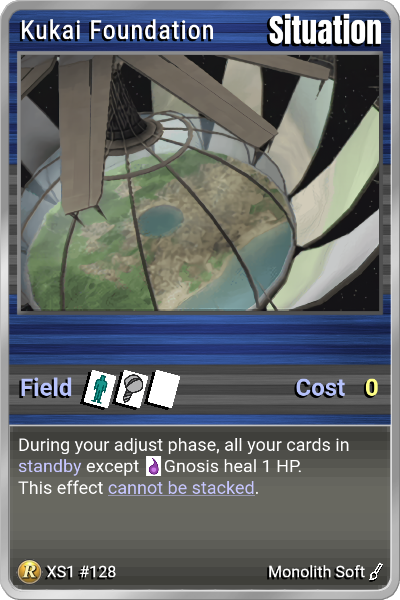 Kukai Foundation Situation
Field Cost 0
During your adjust phase, all your cards in
standby except Gnosis heal 1 HP.
This effect cannot be stacked.
R XS1 #128 Monolith Soft